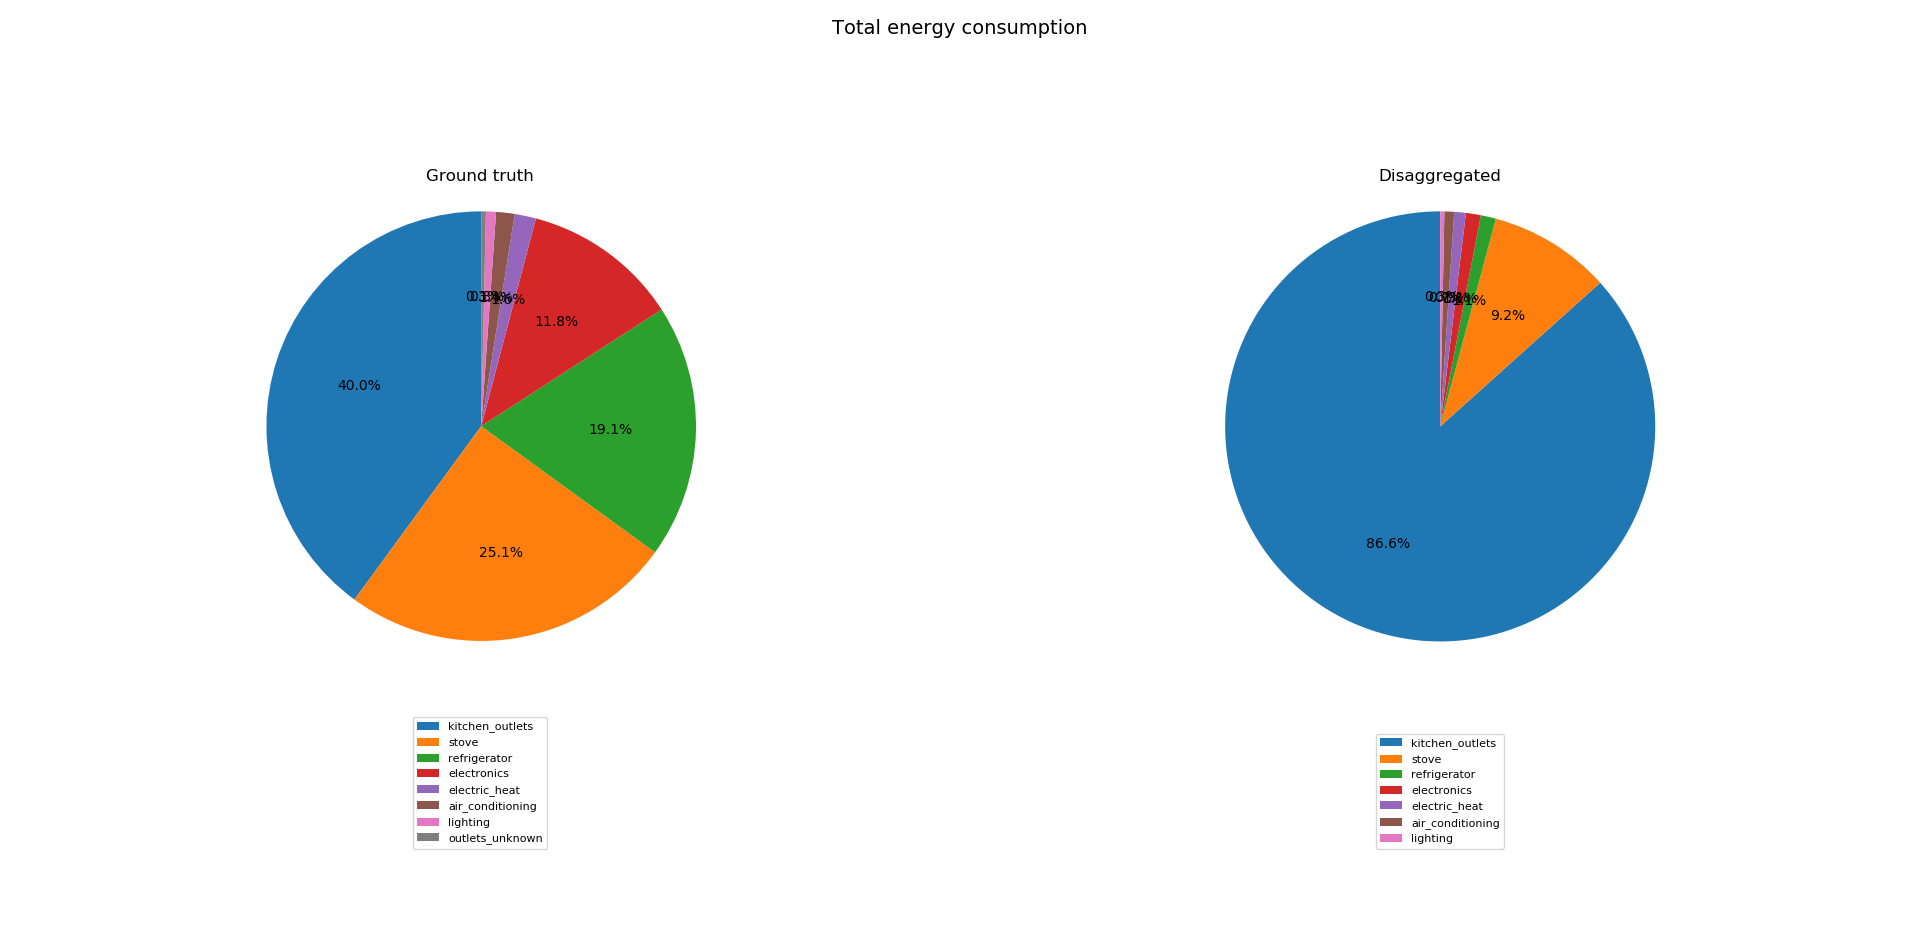 Total energy consumption
Ground truth
40.0%
25.1%
19.1%
11.8%
kitchen_outlets
stove
refrigerator
electronics
electric_heat
air_conditioning
lighting
outlets_unknown
Disaggregated
86.6%
9.2%
kitchen_outlets
stove
refrigerator
electronics
electric_heat
air_conditioning
lighting